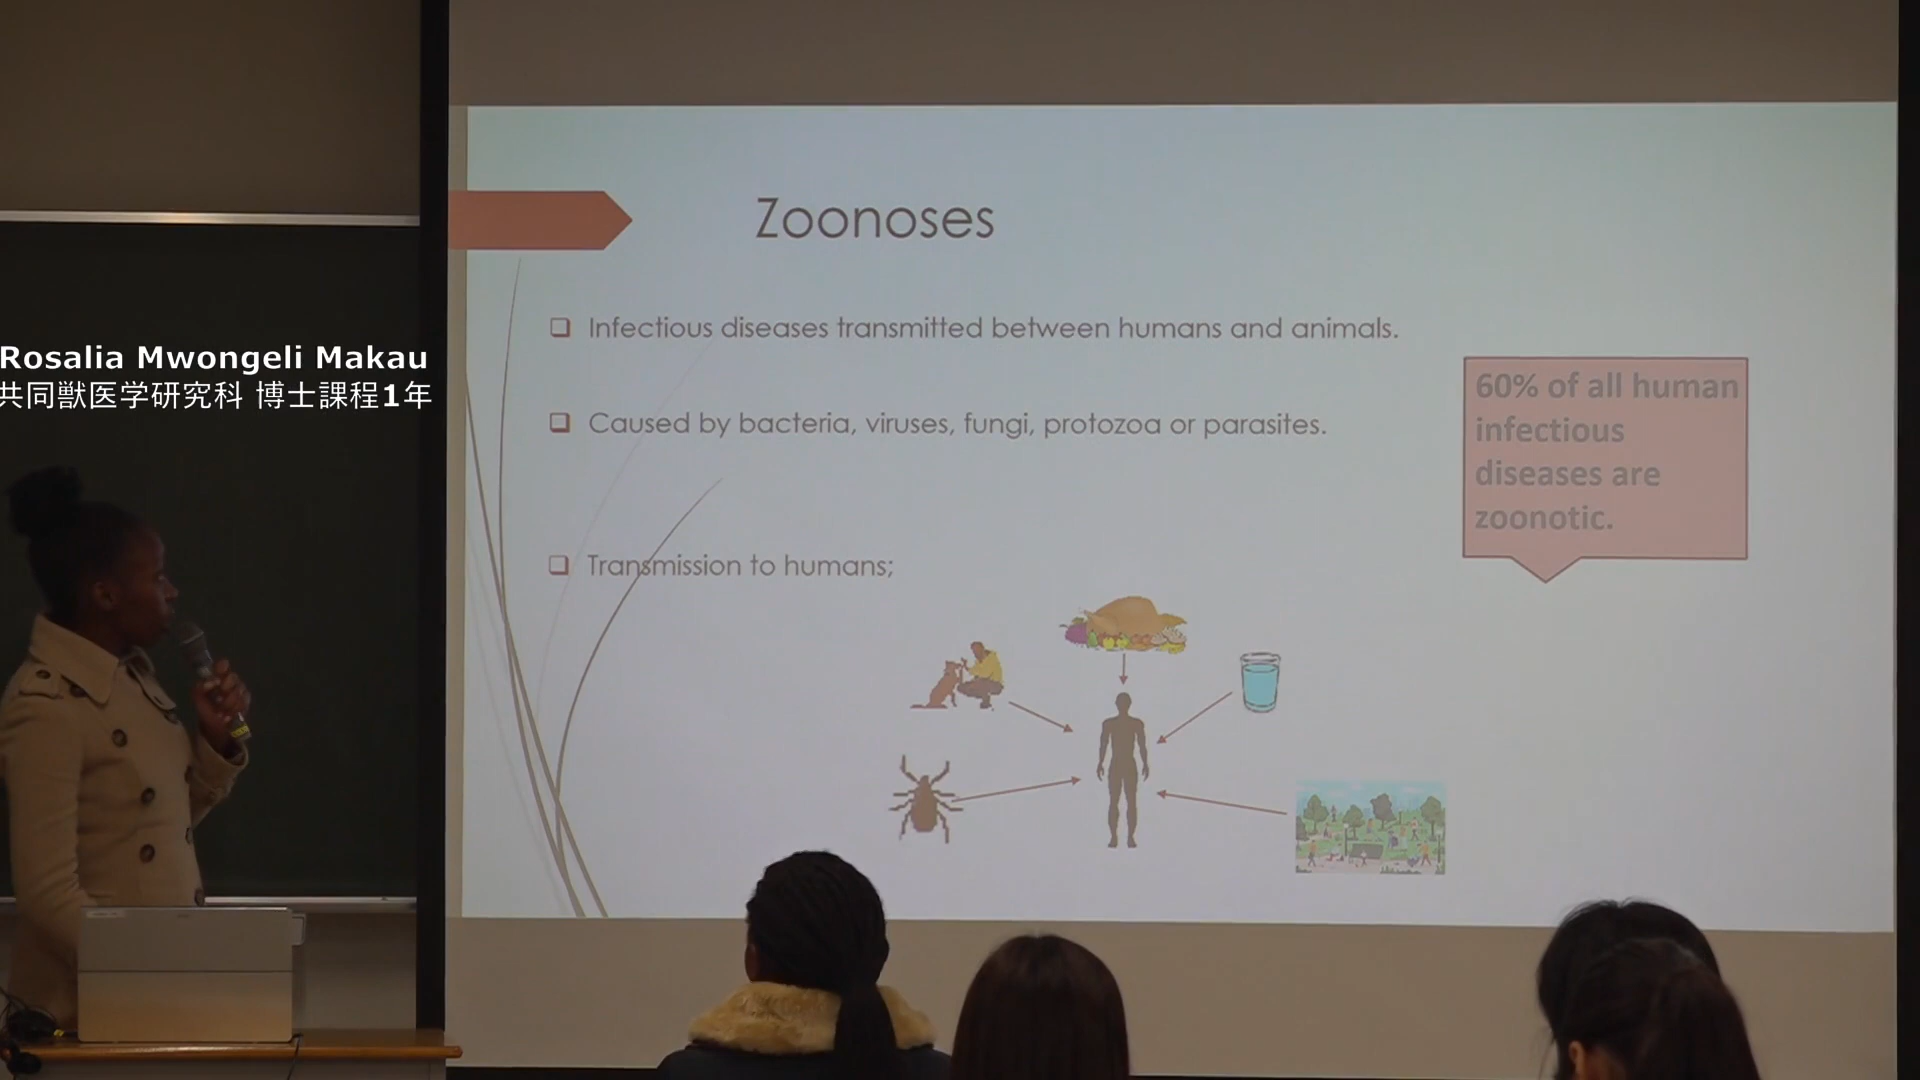 Zoonoses
Infectious diseases transmitted between humans and animals.
Caused by bacteria, viruses, fungi, protozoa or parasites.
Transmission to humans;
60% of all human
infectious
diseases are
zoonotic.
Rosalia Mwongeli Makau
共同獣医学研究科 博士課程1年